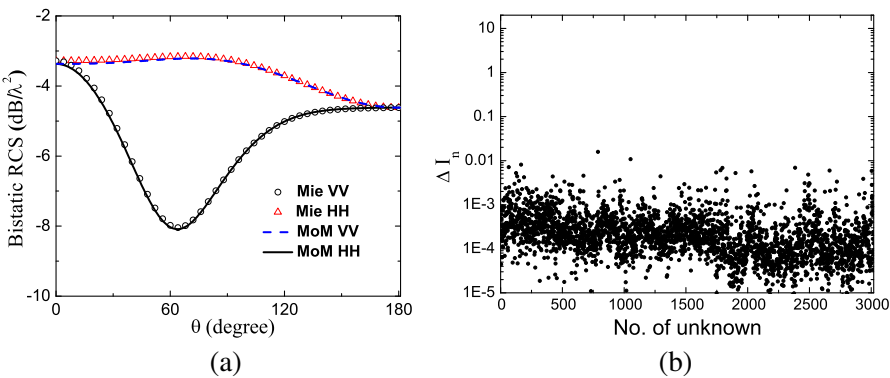 -2
-4
-6
-8
-10
Bistatic RCS (dB/λ²)
Mie VV
Mie HH
MoM VV
MoM HH
0 60 120 180
θ (degree)
(a)
10
1
0.1
0.01
1E-3
1E-4
1E-5
Δ Iₙ
0 500 1000 1500 2000 2500 3000
No. of unknown
(b)